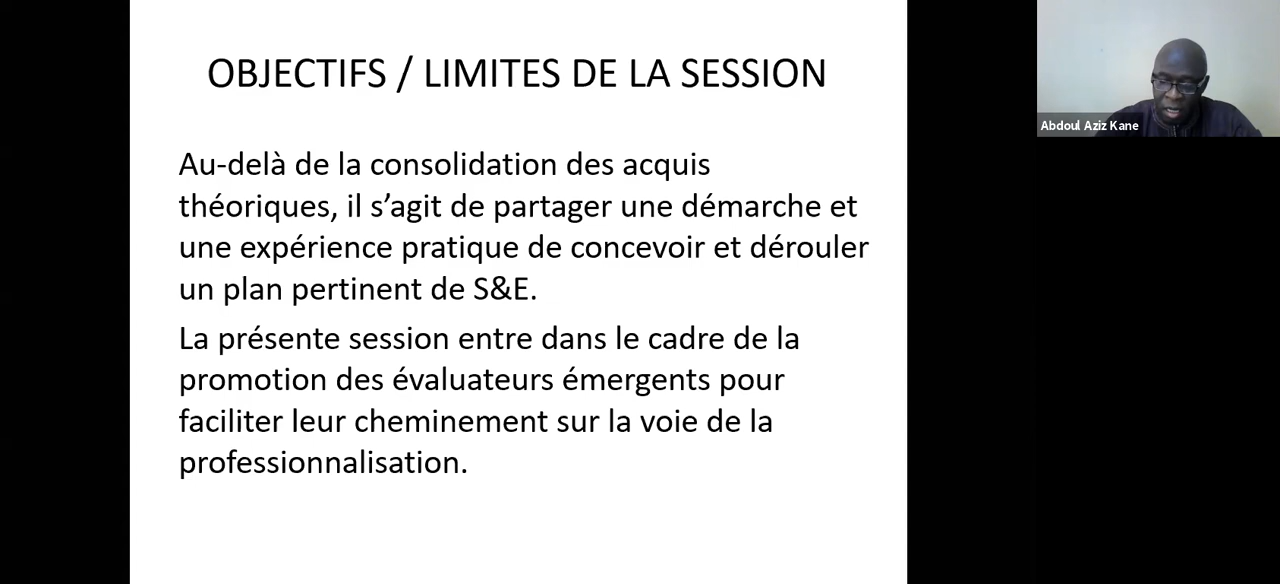 OBJECTIFS / LIMITES DE LA SESSION
Au-delà de la consolidation des acquis
théoriques, il s’agit de partager une démarche et
une expérience pratique de concevoir et dérouler
un plan pertinent de S&E.
La présente session entre dans le cadre de la
promotion des évaluateurs émergents pour
faciliter leur cheminement sur la voie de la
professionnalisation.
Abdoul Aziz Kane